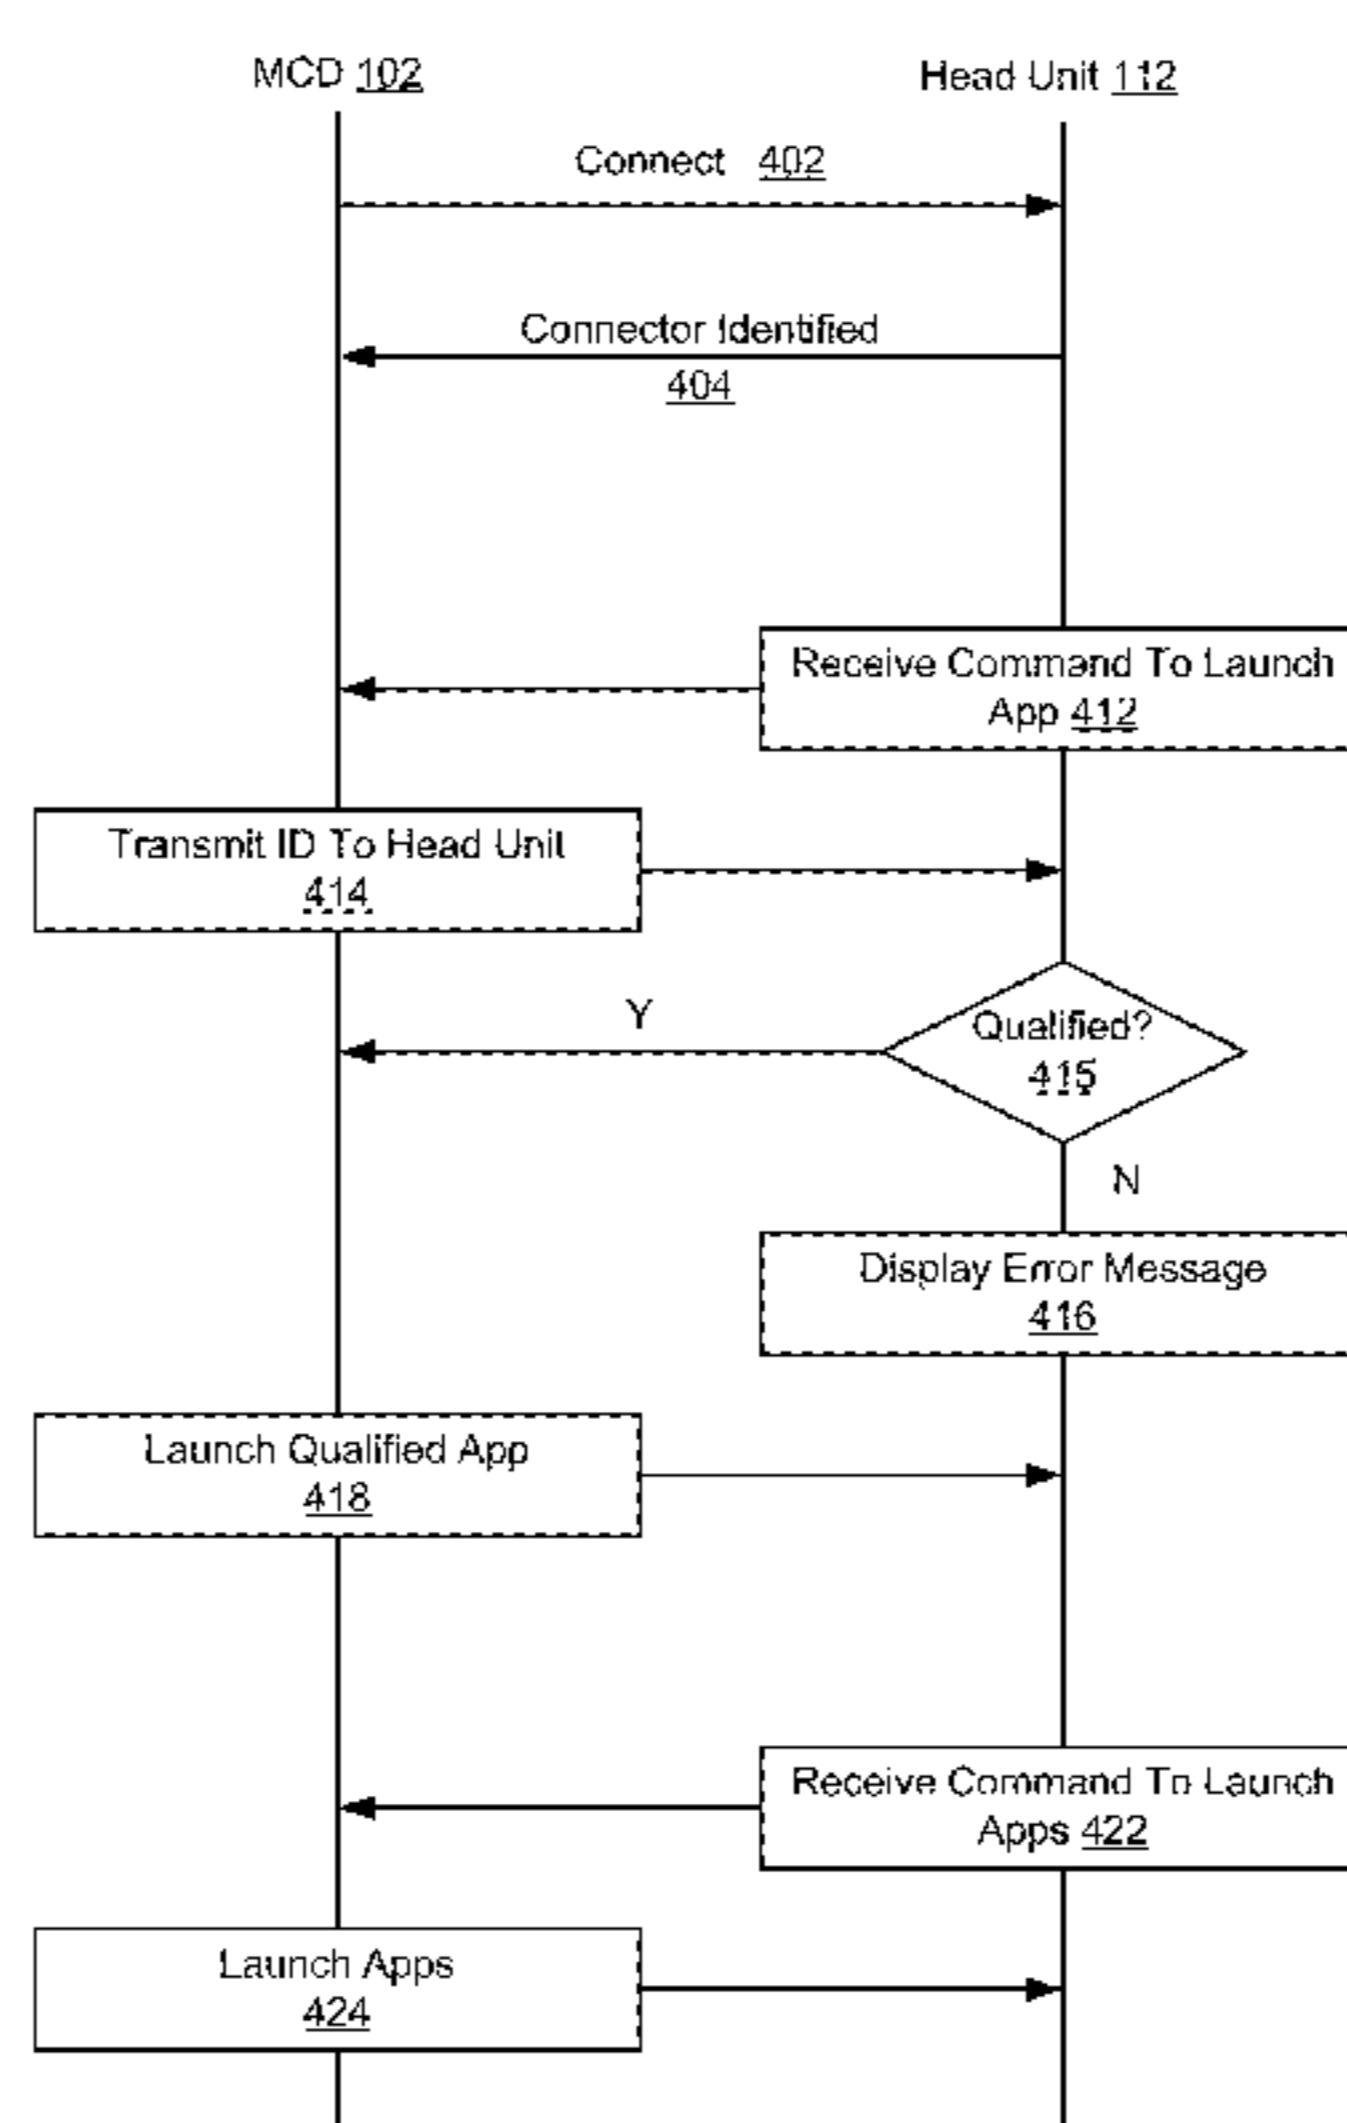 MCD 102
Head Unit 112
Connect 402
Connector Identified
404
Receive Command To Launch
App 412
Transmit ID To Head Unit
414
Y
Qualified?
415
N
Display Error Message
416
Launch Qualified App
418
Receive Command To Launch
Apps 422
Launch Apps
424